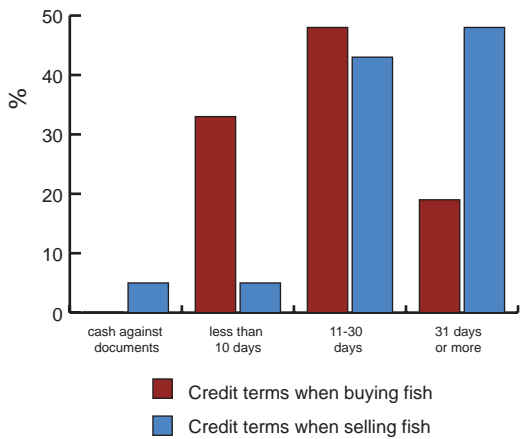 50
40
%
30
20
10
0
cash against
documents
less than
10 days
11-30
days
31 days
or more
Credit terms when buying fish
Credit terms when selling fish